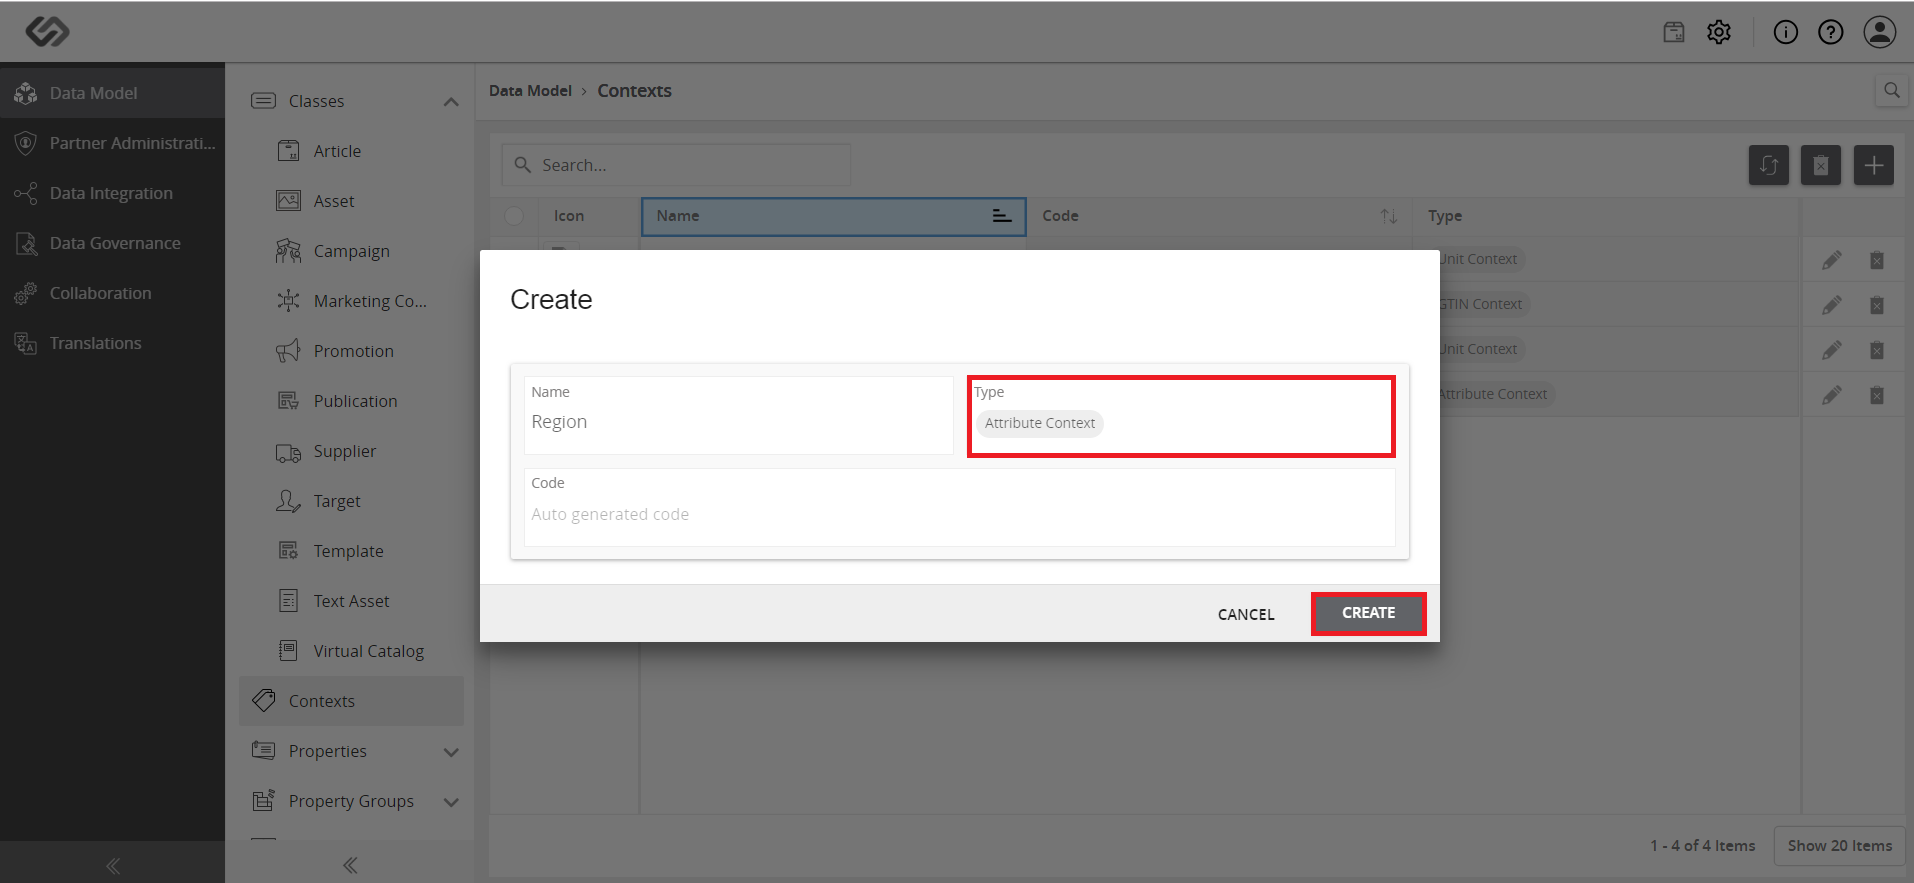 Data Model
Partner Administrati...
Data Integration
Data Governance
Collaboration
Translations
Classes
Article
Asset
Campaign
Marketing Co...
Promotion
Publication
Supplier
Target
Template
Text Asset
Virtual Catalog
Contexts
Properties
Property Groups
Data Model › Contexts
Search...
Icon Name Code Type
Unit Context
GTIN Context
Unit Context
Attribute Context
Create
Name
Region
Type
Attribute Context
Code
Auto generated code
CANCEL CREATE
1 - 4 of 4 Items Show 20 Items